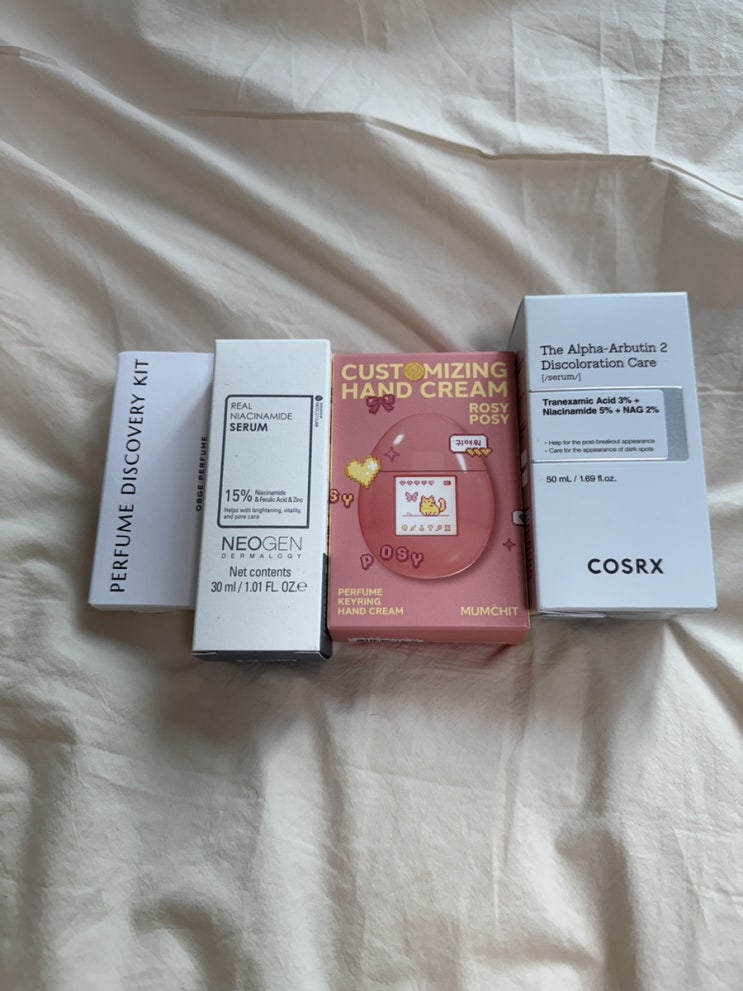 PERFUME DISCOVERY KIT
OBGE PERFUME
REAL
NIACINAMIDE
SERUM
15% Niacinamide
& Ferulic Acid & Zinc
Helps with brightening, vitality,
and pore care
NEOGEN
DERMALOGY
Net contents
30 ml / 1.01 FL. OZ.e
CUSTOMIZING
HAND CREAM
ROSY
POSY
귀여워
SY
POSY
PERFUME
KEYRING
HAND CREAM
MUMCHIT
The Alpha-Arbutin 2
Discoloration Care
[/serum/]
Tranexamic Acid 3% +
Niacinamide 5% + NAG 2%
• Help for the post-breakout appearance
• Care for the appearance of dark spots
50 mL / 1.69 fl.oz.
COSRX